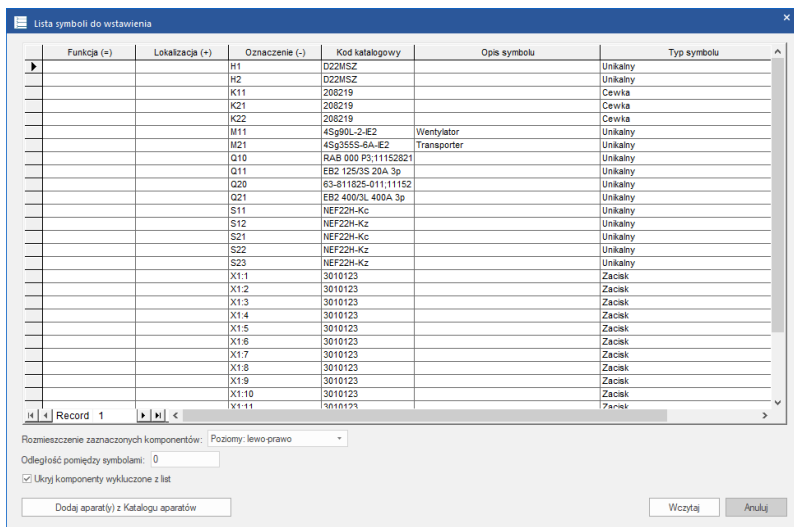 Lista symboli do wstawienia
Funkcja (=) Lokalizacja (+) Oznaczenie (-) Kod katalogowy Opis symbolu Typ symbolu
H1 D22MSZ Unikalny
H2 D22MSZ Unikalny
K11 208219 Cewka
K21 208219 Cewka
K22 208219 Cewka
M11 4Sg90L-2-IE2 Wentylator Unikalny
M21 4Sg355S-6A-IE2 Transporter Unikalny
Q10 RAB 000 P3;11152821 Unikalny
Q11 EB2 125/3S 20A 3p Unikalny
Q20 63-811825-011;11152 Unikalny
Q21 EB2 400/3L 400A 3p Unikalny
S11 NEF22H-Kc Unikalny
S12 NEF22H-Kz Unikalny
S21 NEF22H-Kc Unikalny
S22 NEF22H-Kz Unikalny
S23 NEF22H-Kz Unikalny
X1:1 3010123 Zacisk
X1:2 3010123 Zacisk
X1:3 3010123 Zacisk
X1:4 3010123 Zacisk
X1:5 3010123 Zacisk
X1:6 3010123 Zacisk
X1:7 3010123 Zacisk
X1:8 3010123 Zacisk
X1:9 3010123 Zacisk
X1:10 3010123 Zacisk
X1:11 3010123 Zacisk
Record 1
Rozmieszczenie zaznaczonych komponentów: Poziomy: lewo-prawo
Odległość pomiędzy symbolami: 0
Ukryj komponenty wykluczone z list
Dodaj aparat(y) z Katalogu aparatów Wczytaj Anuluj